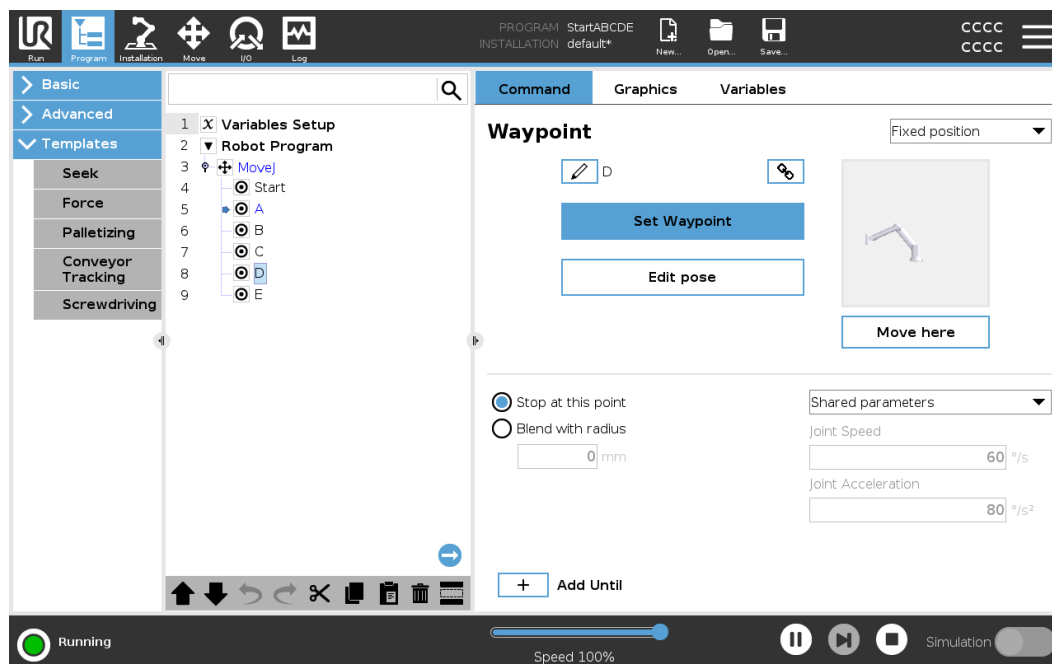 PROGRAM StartABCDE
INSTALLATION default*
CCCC
CCCC
UR
Run
Program
Installation
Move
I/O
Log
New...
Open...
Save...
Basic
Advanced
Templates
Seek
Force
Palletizing
Conveyor
Tracking
Screwdriving
1 X Variables Setup
2 Robot Program
3 MoveJ
4 Start
5 A
6 B
7 C
8 D
9 E
Command Graphics Variables
Waypoint
Fixed position
D
Set Waypoint
Edit pose
Move here
Stop at this point
Blend with radius
0 mm
Shared parameters
Joint Speed
60 °/s
Joint Acceleration
80 °/s²
+ Add Until
Running
Speed 100%
Simulation